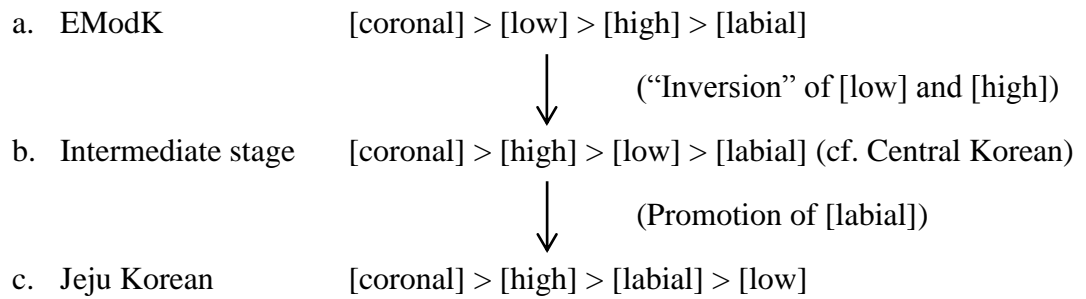 a. EModK [coronal] > [low] > [high] > [labial]
(“Inversion” of [low] and [high])
b. Intermediate stage [coronal] > [high] > [low] > [labial] (cf. Central Korean)
(Promotion of [labial])
c. Jeju Korean [coronal] > [high] > [labial] > [low]